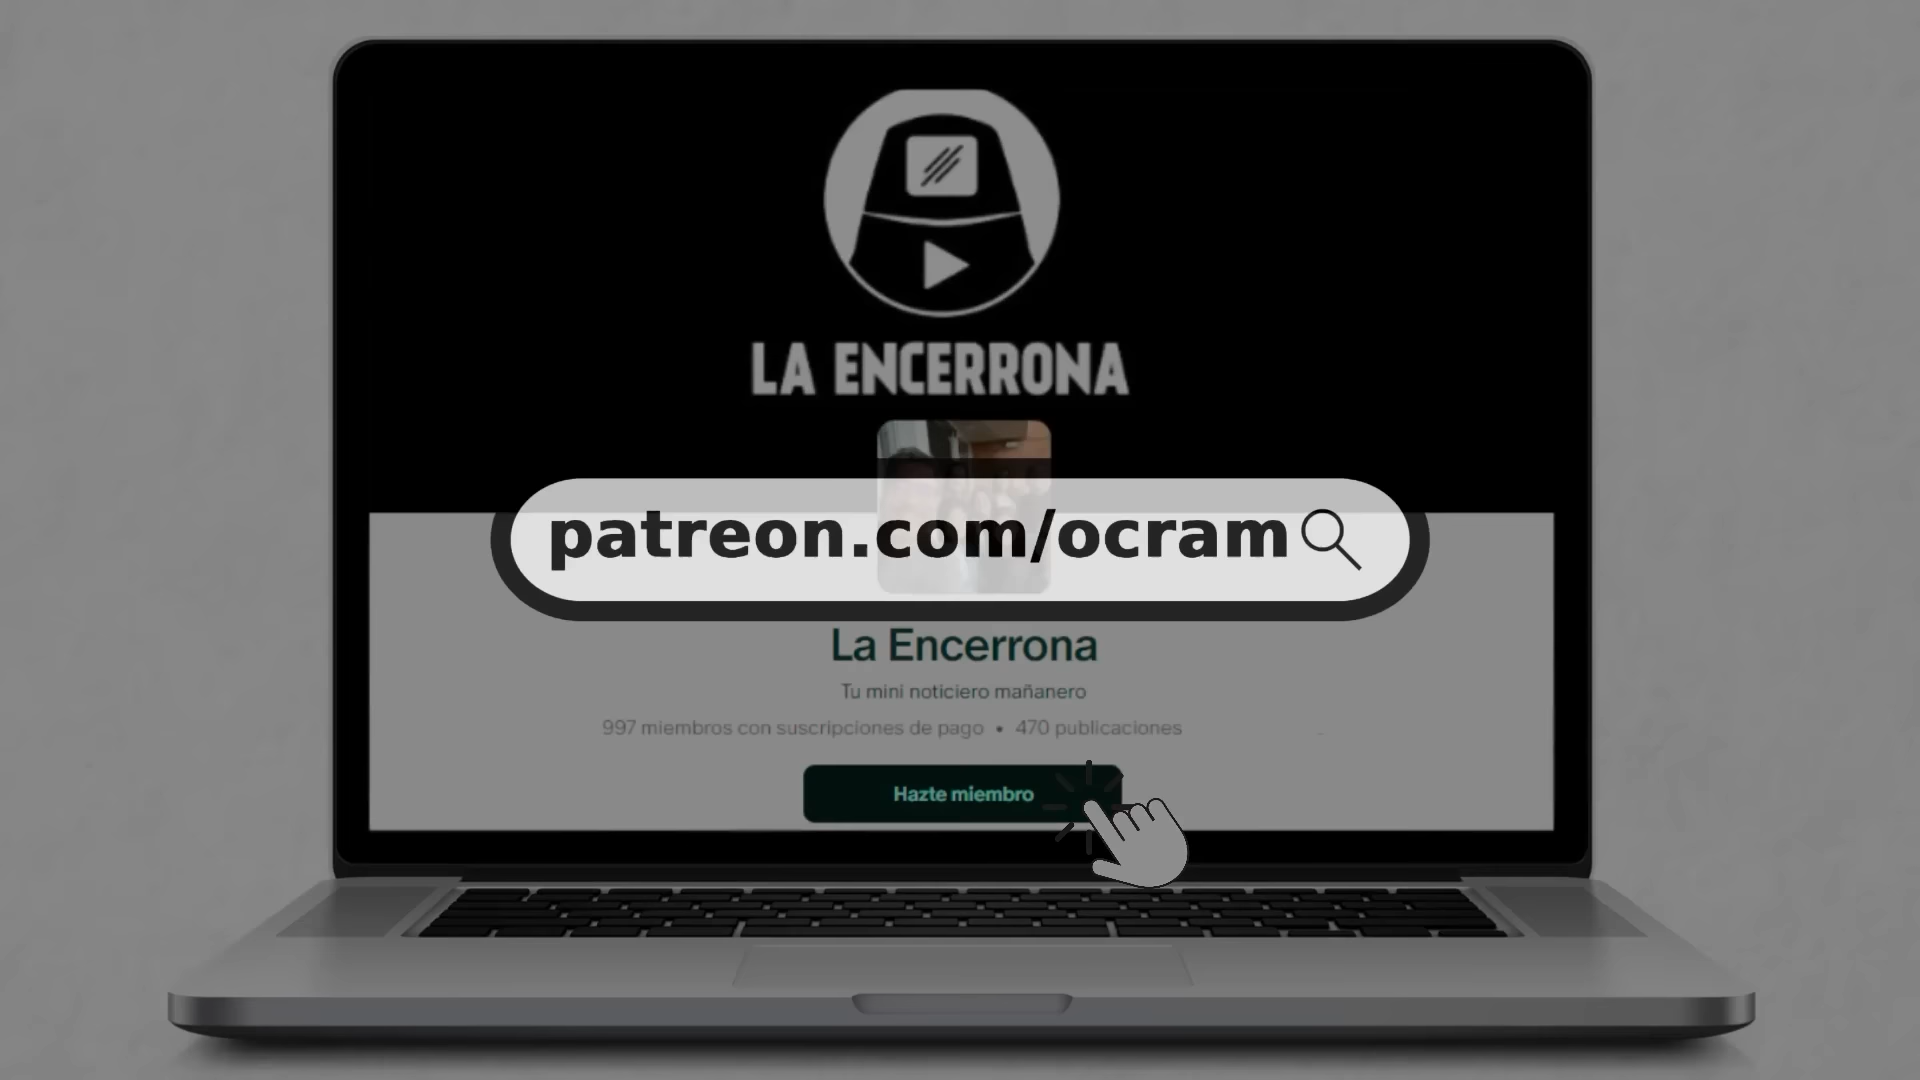 LA ENCERRONA
patreon.com/ocram
La Encerrona
Tu mini noticiero mañanero
997 miembros con suscripciones de pago • 470 publicaciones
Hazte miembro